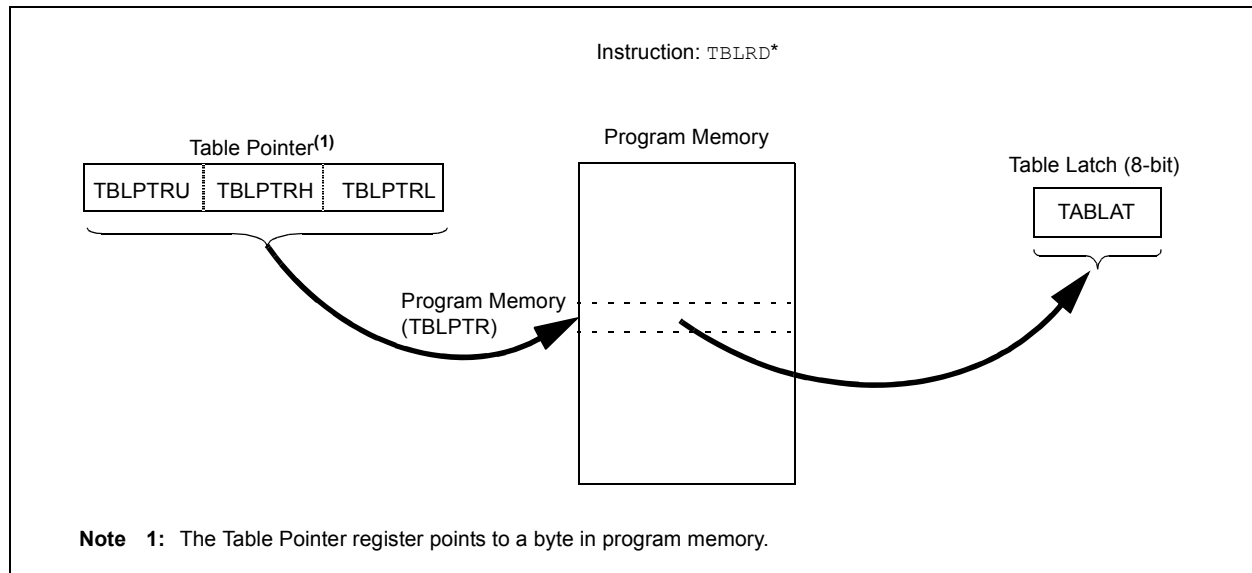 Instruction: TBLRD*
Table Pointer(1)
TBLPTRU TBLPTRH TBLPTRL
Program Memory
Table Latch (8-bit)
TABLAT
Program Memory
(TBLPTR)
Note 1: The Table Pointer register points to a byte in program memory.